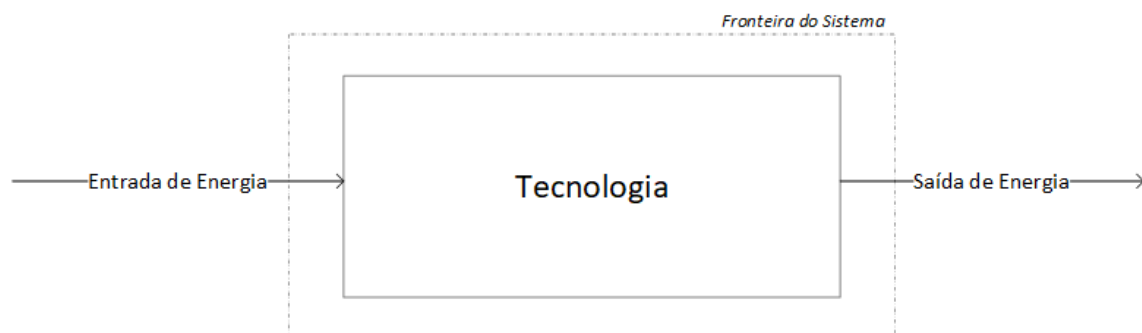 Fronteira do Sistema
Entrada de Energia
Tecnologia
Saída de Energia